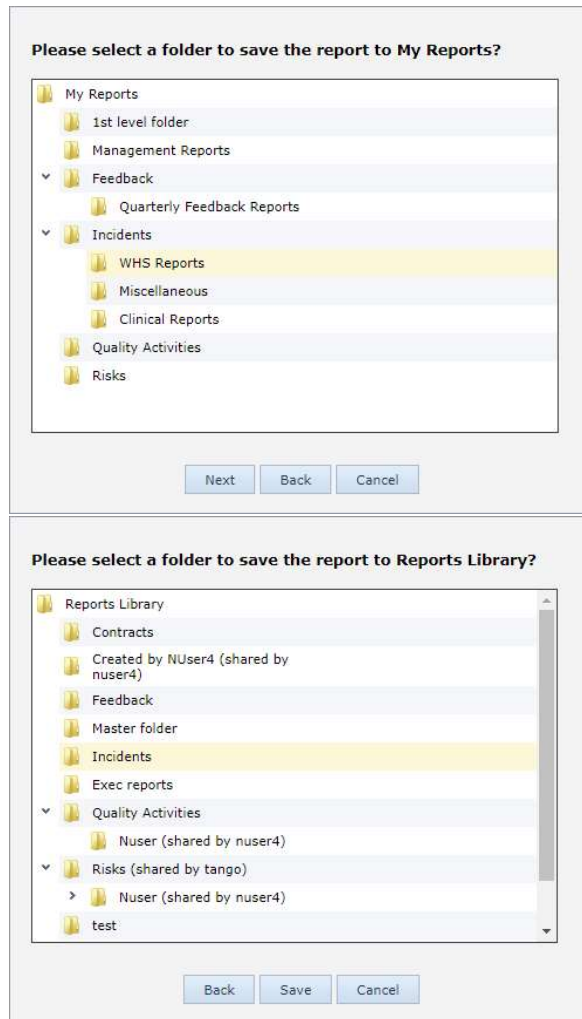 Please select a folder to save the report to My Reports?
My Reports
1st level folder
Management Reports
Feedback
Quarterly Feedback Reports
Incidents
WHS Reports
Miscellaneous
Clinical Reports
Quality Activities
Risks
Next Back Cancel
Please select a folder to save the report to Reports Library?
Reports Library
Contracts
Created by NUser4 (shared by
nuser4)
Feedback
Master folder
Incidents
Exec reports
Quality Activities
Nuser (shared by nuser4)
Risks (shared by tango)
Nuser (shared by nuser4)
test
Back Save Cancel